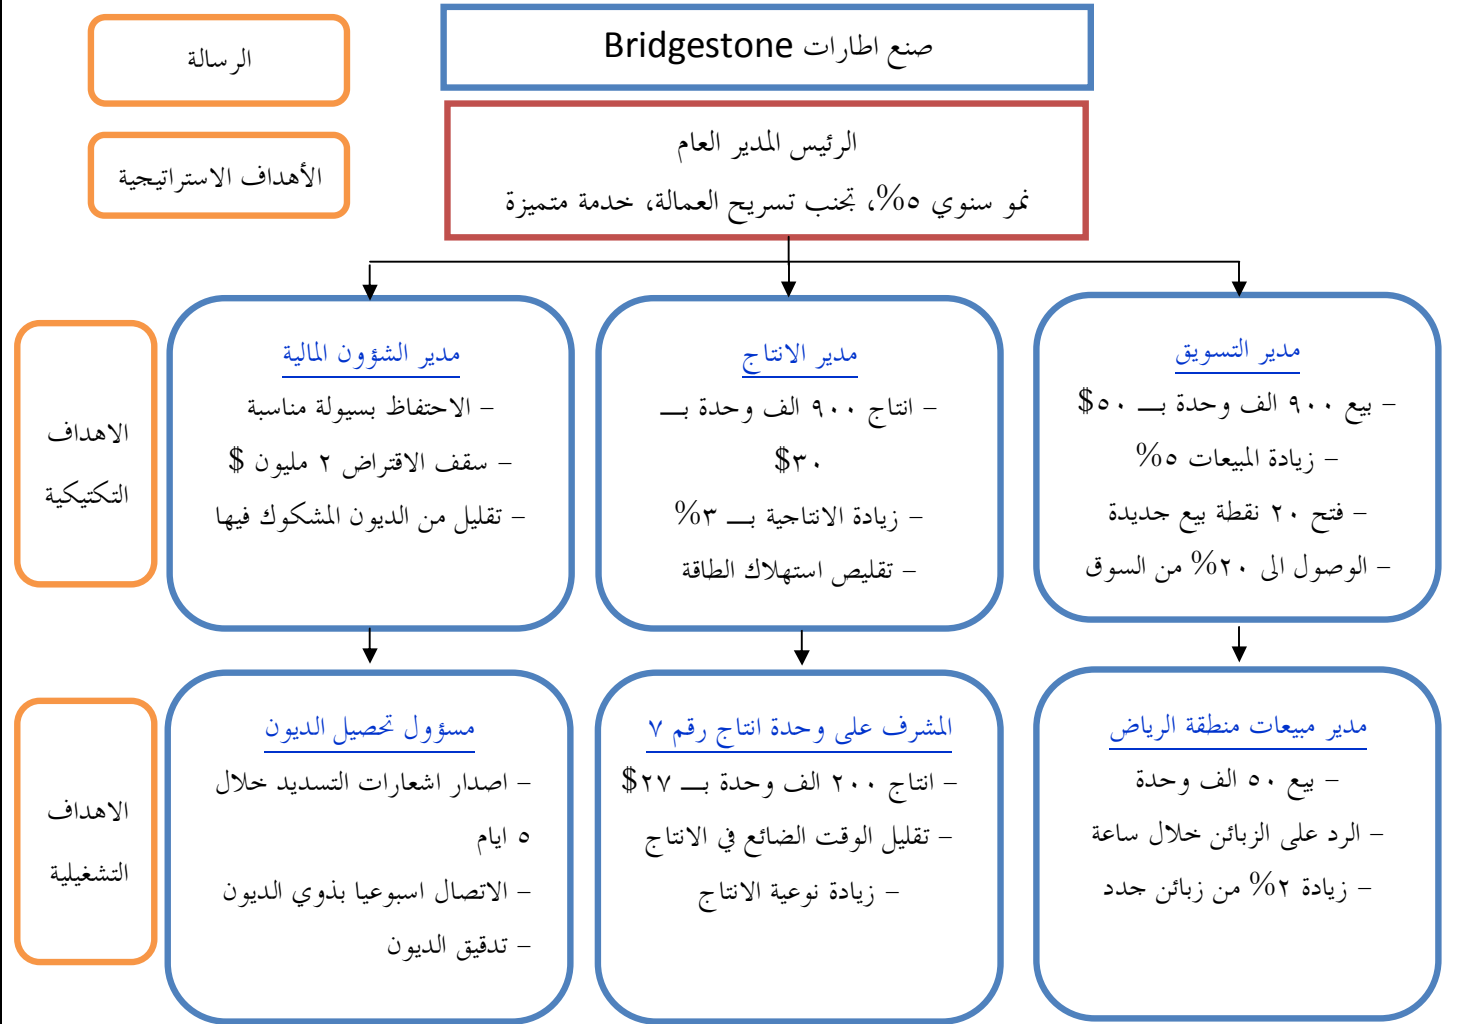 الرسالة
صنع اطارات Bridgestone
الأهداف الاستراتيجية
الرئيس المدير العام
نمو سنوي ٥%، تجنب تسريح العمالة، خدمة متميزة
الاهداف
التكتيكية
مدير التسويق
– بيع ٩٠٠ الف وحدة بـــ ٥٠$
– زيادة المبيعات ٥%
– فتح ٢٠ نقطة بيع جديدة
– الوصول الى ٢٠% من السوق
مدير الانتاج
– انتاج ٩٠٠ الف وحدة بـــ
٣٠$
– زيادة الانتاجية بـــ ٣%
– تقليص استهلاك الطاقة
مدير الشؤون المالية
– الاحتفاظ بسيولة مناسبة
– سقف الاقتراض ٢ مليون $
– تقليل من الديون المشكوك فيها
الاهداف
التشغيلية
مدير مبيعات منطقة الرياض
– بيع ٥٠ الف وحدة
– الرد على الزبائن خلال ساعة
– زيادة ٢% من زبائن جدد
المشرف على وحدة انتاج رقم ٧
– انتاج ٢٠٠ الف وحدة بـــ ٢٧$
– تقليل الوقت الضائع في الانتاج
– زيادة نوعية الانتاج
مسؤول تحصيل الديون
– اصدار اشعارات التسديد خلال
٥ ايام
– الاتصال اسبوعيا بذوي الديون
– تدقيق الديون